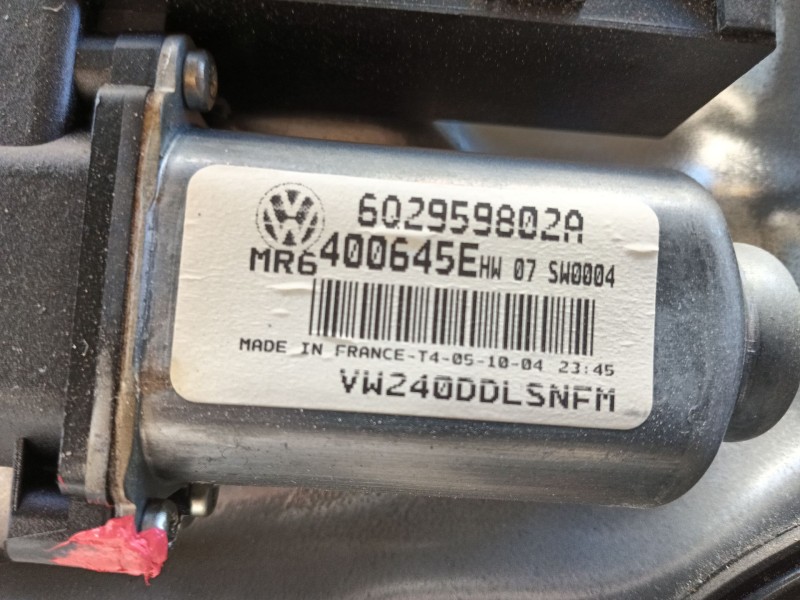 6Q2959802A
MR6400645E HW 07 SW0004
MADE IN FRANCE-T4-05-10-04 23:45
VW240DDLSNFM